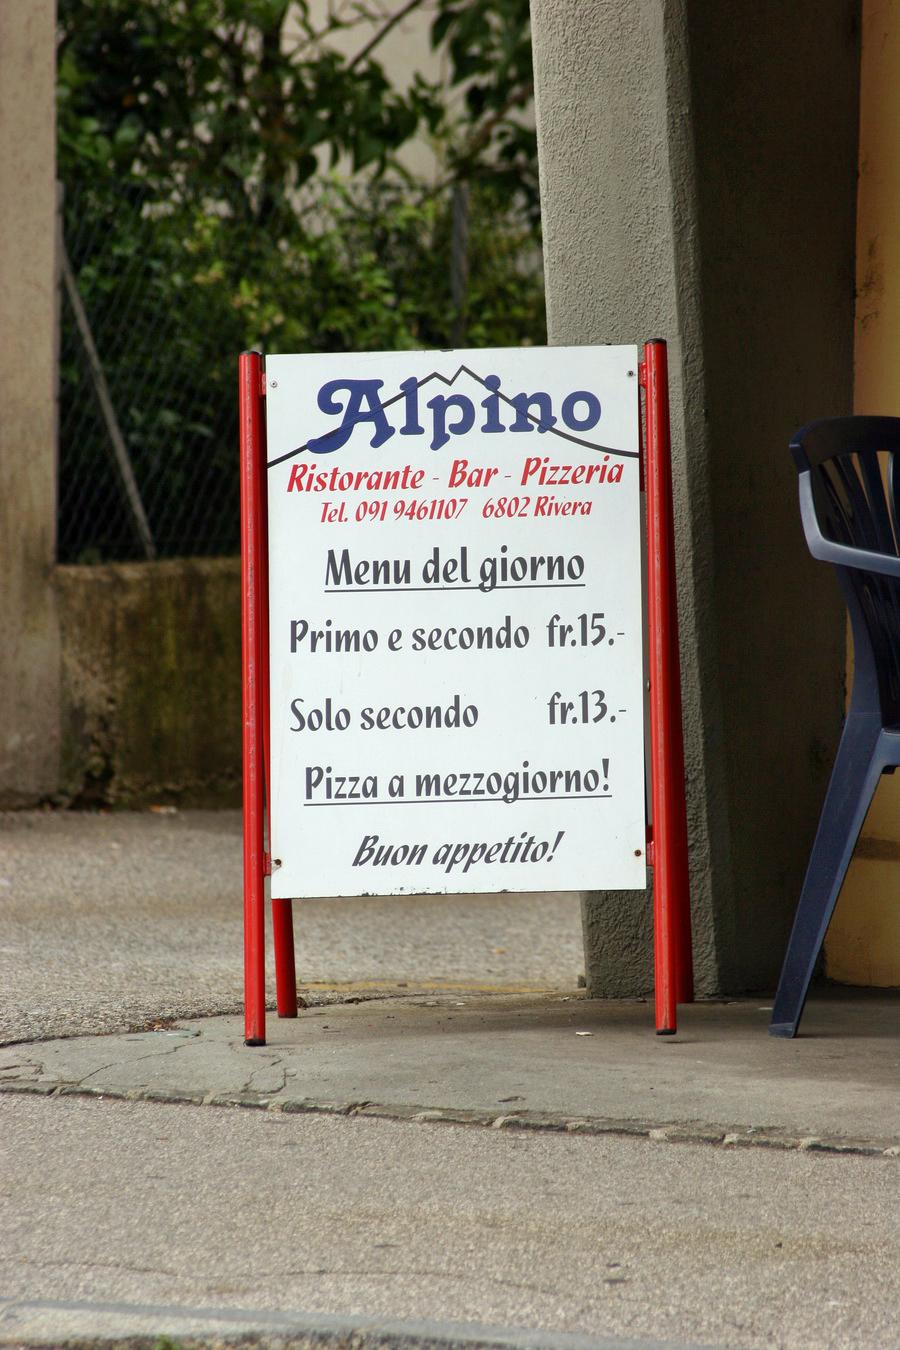 Alpino
Ristorante - Bar - Pizzeria
Tel. 091 9461107 6802 Rivera
Menu del giorno
Primo e secondo fr.15.-
Solo secondo fr.13.-
Pizza a mezzogiorno!
Buon appetito!